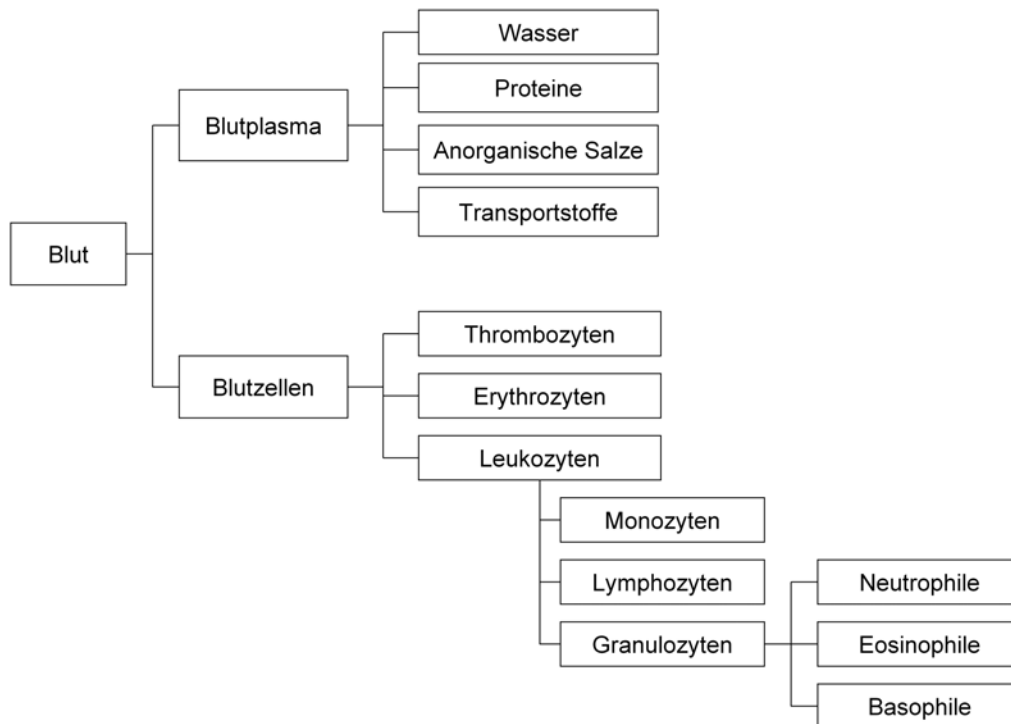 Blut
Blutplasma
Wasser
Proteine
Anorganische Salze
Transportstoffe
Blutzellen
Thrombozyten
Erythrozyten
Leukozyten
Monozyten
Lymphozyten
Granulozyten
Neutrophile
Eosinophile
Basophile